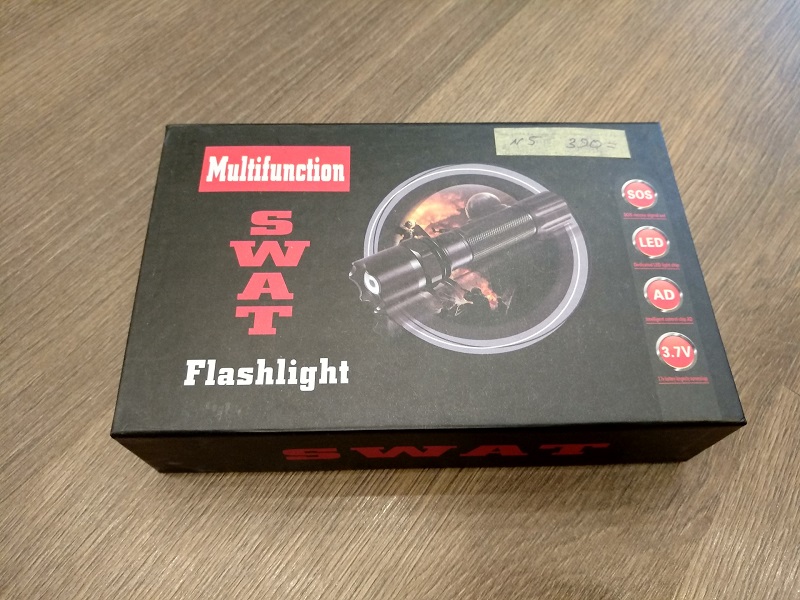 N 5 390=
Multifunction
SWAT
Flashlight
SOS
LED
AD
3.7V
SWAT